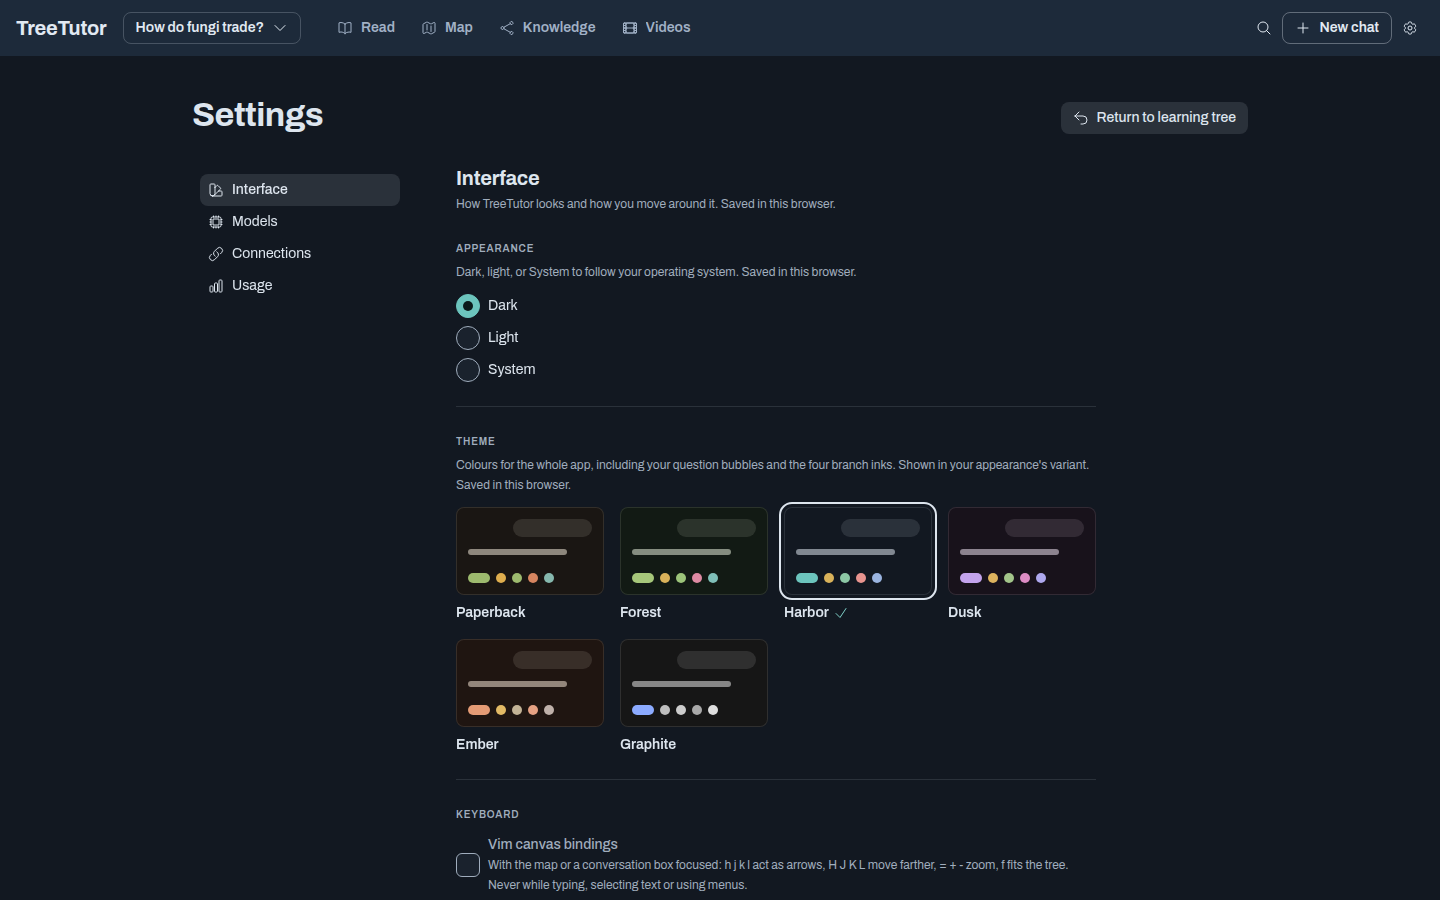 TreeTutor
How do fungi trade?
Read
Map
Knowledge
Videos
New chat
Settings
Return to learning tree
Interface
Models
Connections
Usage
Interface
How TreeTutor looks and how you move around it. Saved in this browser.
APPEARANCE
Dark, light, or System to follow your operating system. Saved in this browser.
Dark
Light
System
THEME
Colours for the whole app, including your question bubbles and the four branch inks. Shown in your appearance's variant.
Saved in this browser.
Paperback
Forest
Harbor
Dusk
Ember
Graphite
KEYBOARD
Vim canvas bindings
With the map or a conversation box focused: h j k l act as arrows, H J K L move farther, = + - zoom, f fits the tree.
Never while typing, selecting text or using menus.